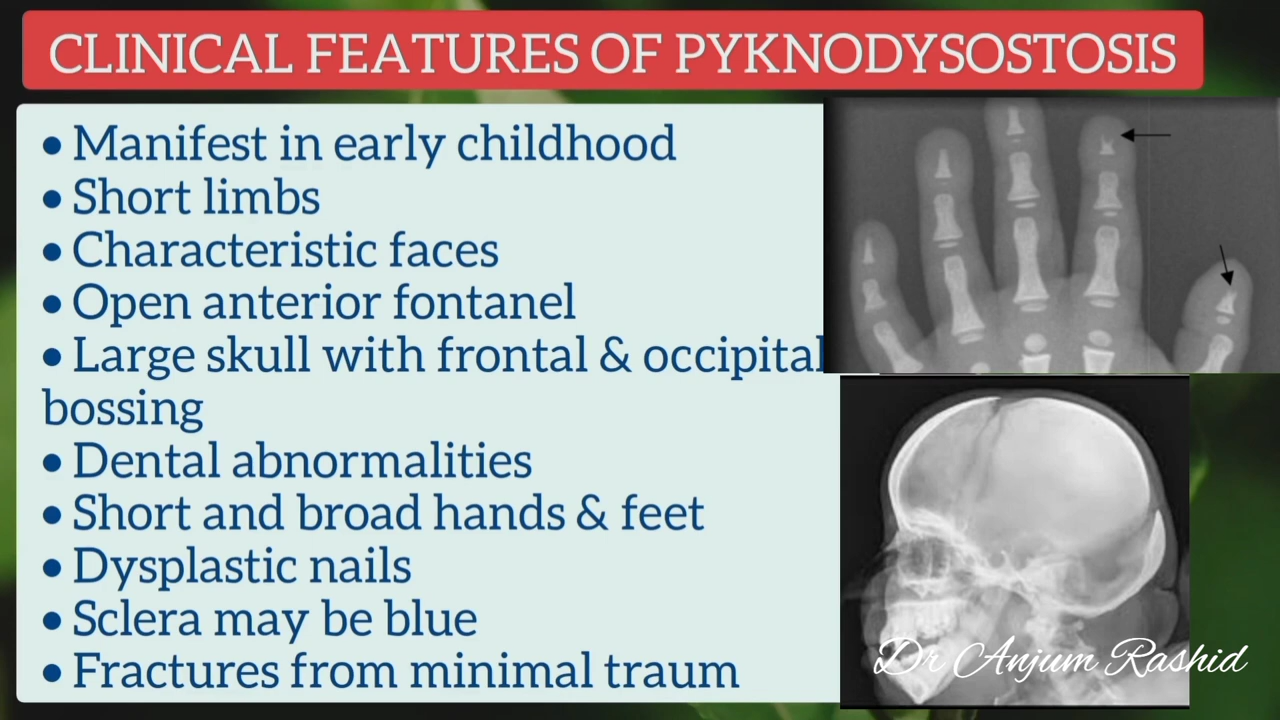 CLINICAL FEATURES OF PYKNODYSOSTOSIS
• Manifest in early childhood
• Short limbs
• Characteristic faces
• Open anterior fontanel
• Large skull with frontal & occipital
bossing
• Dental abnormalities
• Short and broad hands & feet
• Dysplastic nails
• Sclera may be blue
• Fractures from minimal traum
Dr Anjum Rashid